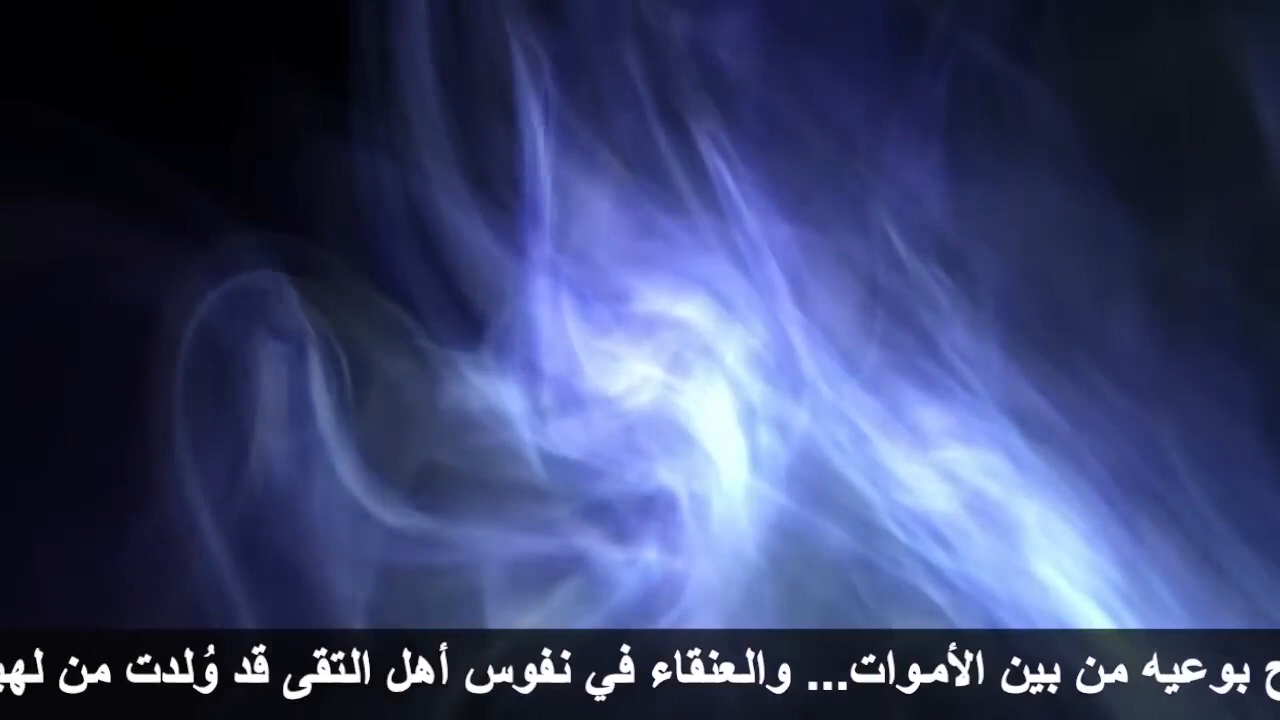 بوعيه من بين الأموات... والعنقاء في نفوس أهل التقى قد وُلدت من